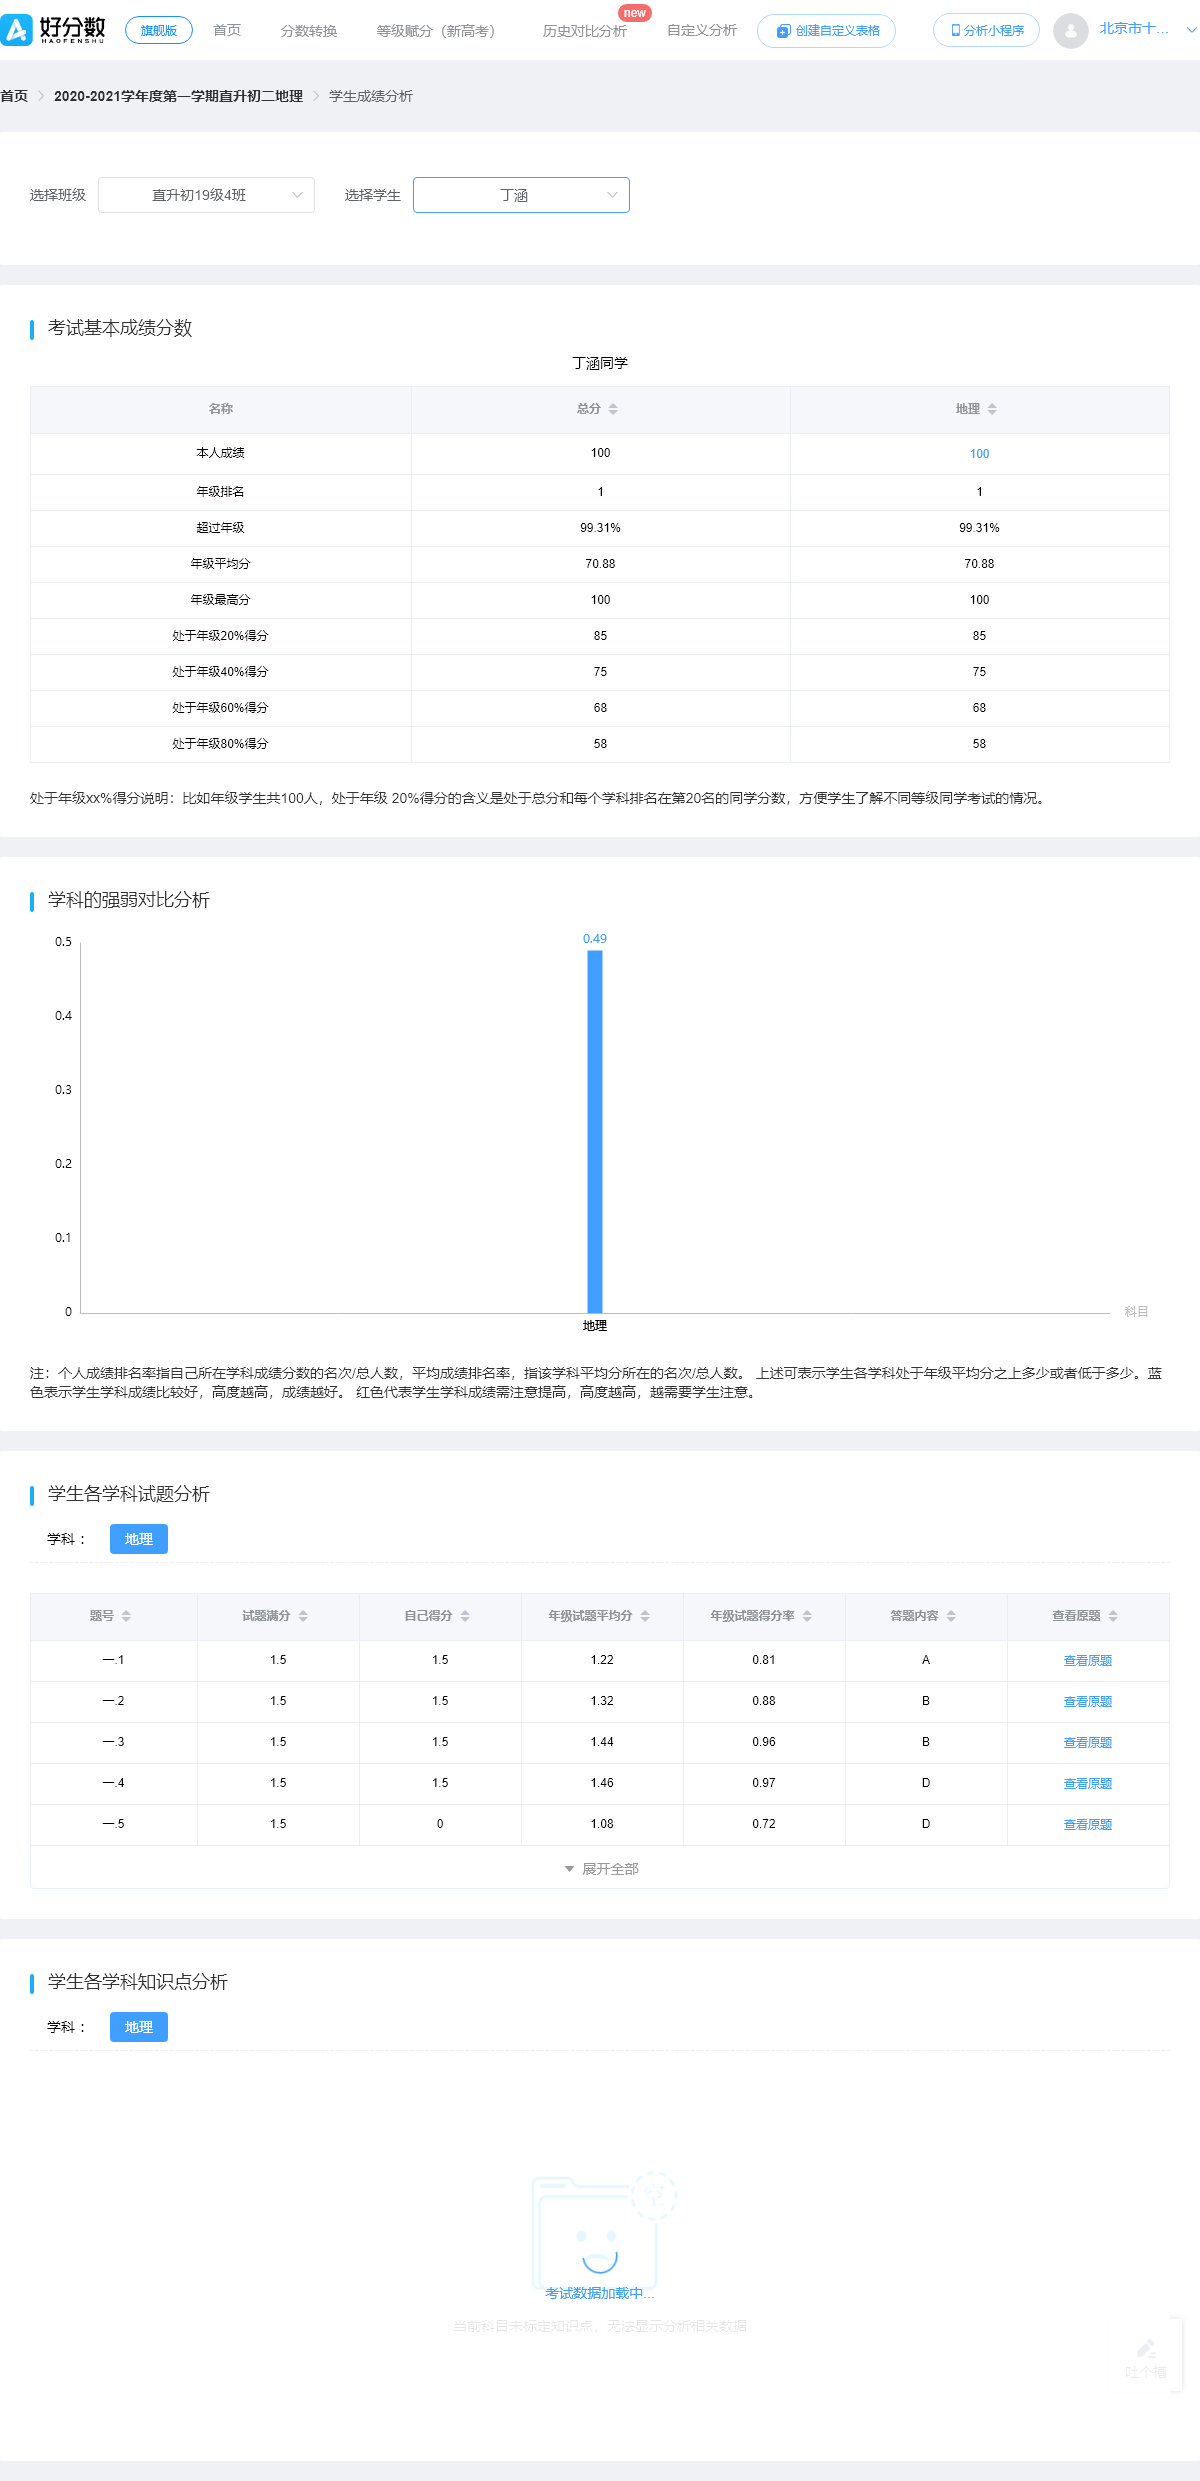 好分数 旗舰版 首页 分数转换 等级赋分（新高考） 历史对比分析 new 自定义分析 创建自定义表格 分析小程序 北京市十...
HAOFENSHU
首页 > 2020-2021学年度第一学期直升初二地理 > 学生成绩分析
选择班级 直升初19级4班 选择学生 丁涵
考试基本成绩分数
丁涵同学
名称 总分 地理
本人成绩 100 100
年级排名 1 1
超过年级 99.31% 99.31%
年级平均分 70.88 70.88
年级最高分 100 100
处于年级20%得分 85 85
处于年级40%得分 75 75
处于年级60%得分 68 68
处于年级80%得分 58 58
处于年级xx%得分说明：比如年级学生共100人，处于年级 20%得分的含义是处于总分和每个学科排名在第20名的同学分数，方便学生了解不同等级同学考试的情况。
学科的强弱对比分析
0.49
0.5
0.4
0.3
0.2
0.1
0 科目
地理
注：个人成绩排名率指自己所在学科成绩分数的名次/总人数，平均成绩排名率，指该学科平均分所在的名次/总人数。 上述可表示学生各学科处于年级平均分之上多少或者低于多少。蓝
色表示学生学科成绩比较好，高度越高，成绩越好。 红色代表学生学科成绩需注意提高，高度越高，越需要学生注意。
学生各学科试题分析
学科： 地理
题号 试题满分 自己得分 年级试题平均分 年级试题得分率 答题内容 查看原题
一.1 1.5 1.5 1.22 0.81 A 查看原题
一.2 1.5 1.5 1.32 0.88 B 查看原题
一.3 1.5 1.5 1.44 0.96 B 查看原题
一.4 1.5 1.5 1.46 0.97 D 查看原题
一.5 1.5 0 1.08 0.72 D 查看原题
展开全部
学生各学科知识点分析
学科： 地理
空
考试数据加载中...
当前科目未标定知识点，无法显示分析相关数据
吐个槽